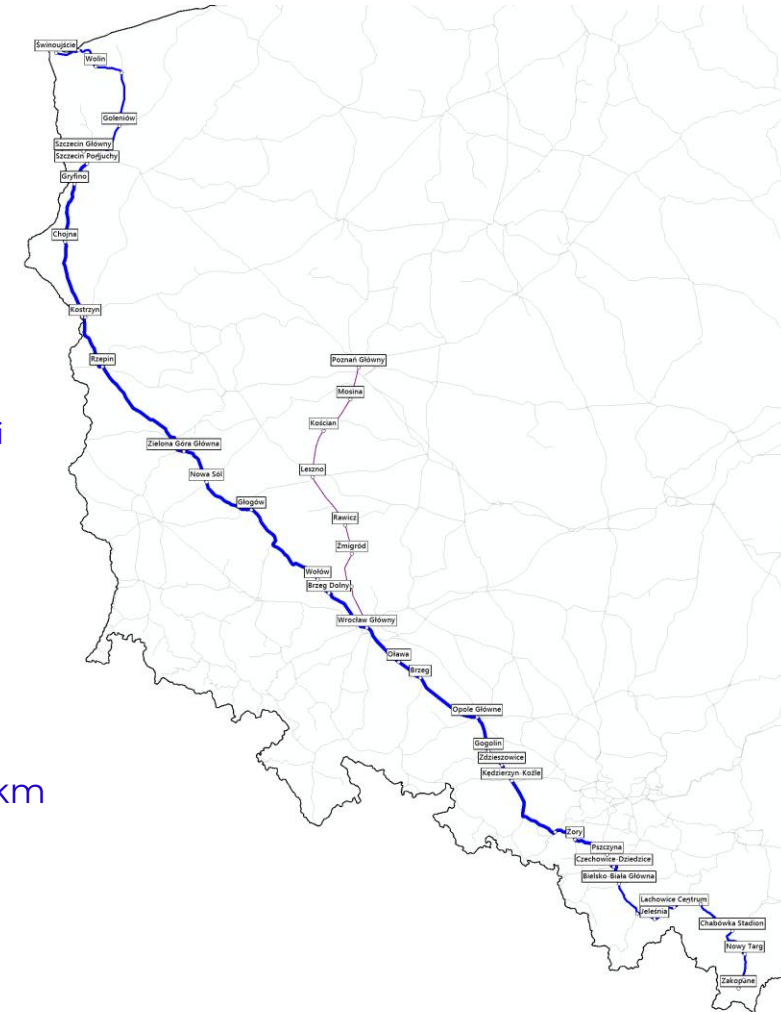 Świnoujście
Wolin
Goleniów
Szczecin Główny
Szczecin Podjuchy
Gryfino
Chojna
Kostrzyn
Rzepin
Poznań Główny
Mosina
i
Kościan
Zielona Góra Główna
Leszno
Nowa Sól
Głogów
Rawicz
Żmigród
Wołów
Brzeg Dolny
Wrocław Główny
Oława
Brzeg
Opole Główne
Gogolin
Zdzieszowice
Kędzierzyn-Koźle
km
Żory
Pszczyna
Czechowice-Dziedzice
Bielsko-Biała Główna
Lachowice Centrum
Jeleśnia
Chabówka Stadion
Nowy Targ
Zakopane